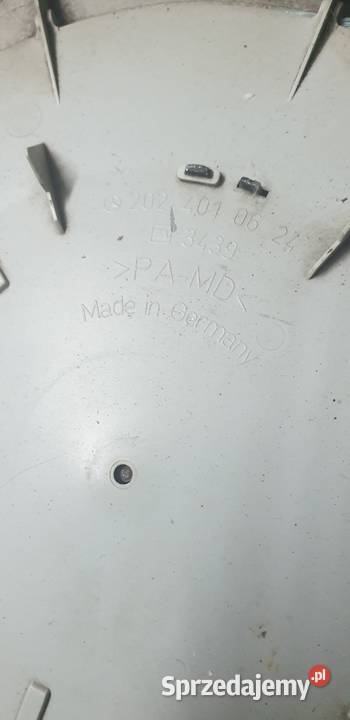 202 401 06 24
3439
>PA-MD<
Made in Germany
Sprzedajemy.pl